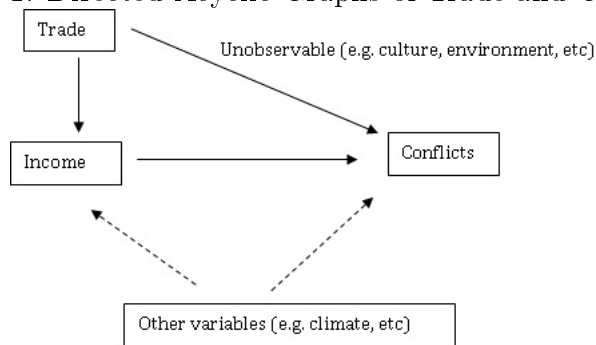 Trade
Unobservable (e.g. culture, environment, etc)
Conflicts
Income
Other variables (e.g. climate, etc)